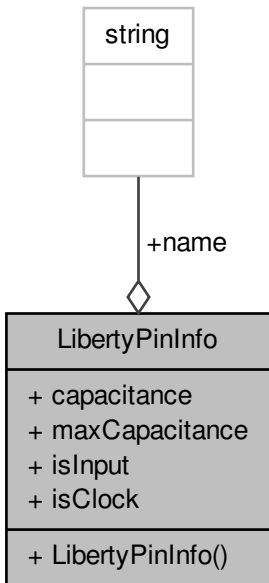 string
+name
LibertyPinInfo
+ capacitance
+ maxCapacitance
+ isInput
+ isClock
+ LibertyPinInfo()